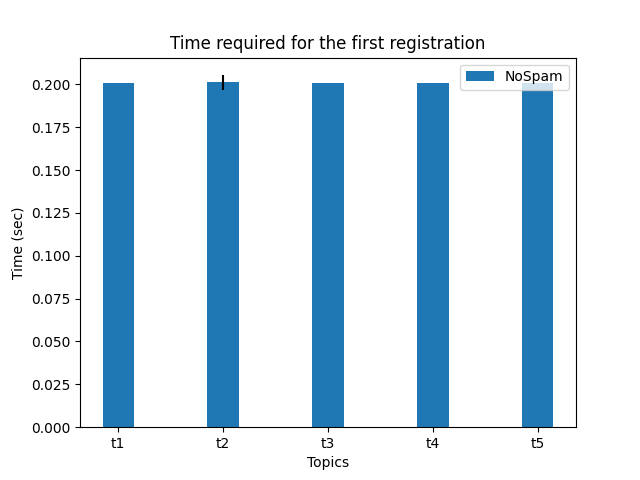 Time required for the first registration
NoSpam
0.200
0.175
0.150
0.125
0.100
0.075
0.050
0.025
0.000
Time (sec)
t1 t2 t3 t4 t5
Topics